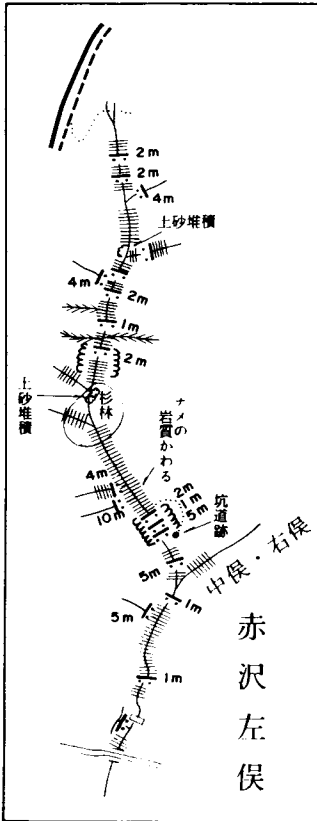 2m
2m
4m
土砂堆積
4m
2m
1m
2m
土砂堆積
杉林
ナメの
岩質かわる
4m
10m
2m
1m
5m
坑道跡
5m
中俣・右俣
1m
5m
1m
赤沢左俣